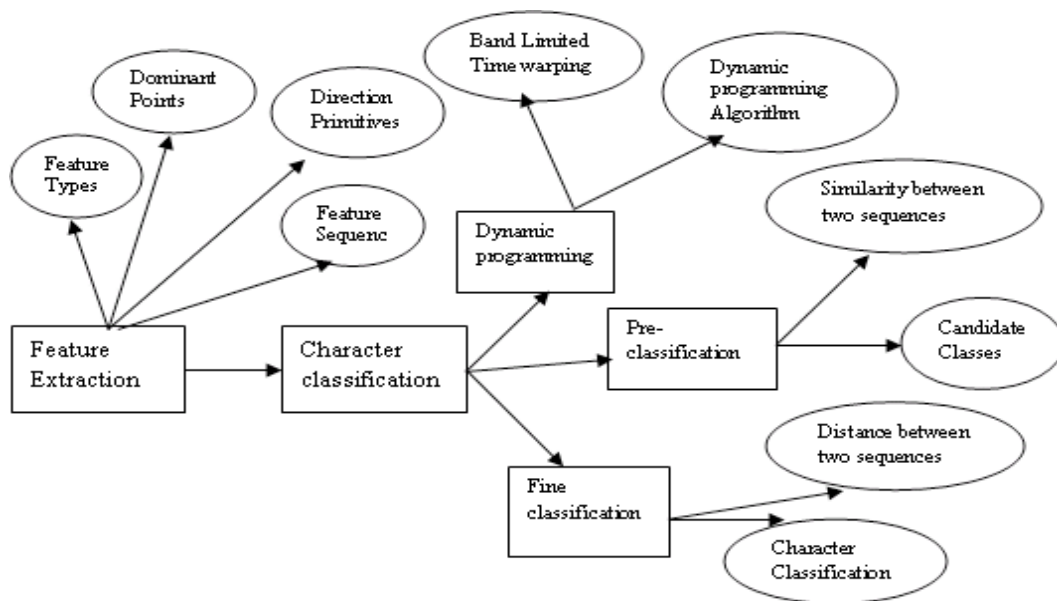 Band Limited
Time warping
Dynamic
programming
Algorithm
Dominant
Points
Direction
Primitives
Feature
Types
Feature
Sequenc
Similarity between
two sequences
Dynamic
programming
Feature
Extraction
Character
classification
Pre-
classification
Candidate
Classes
Distance between
two sequences
Fine
classification
Character
Classification